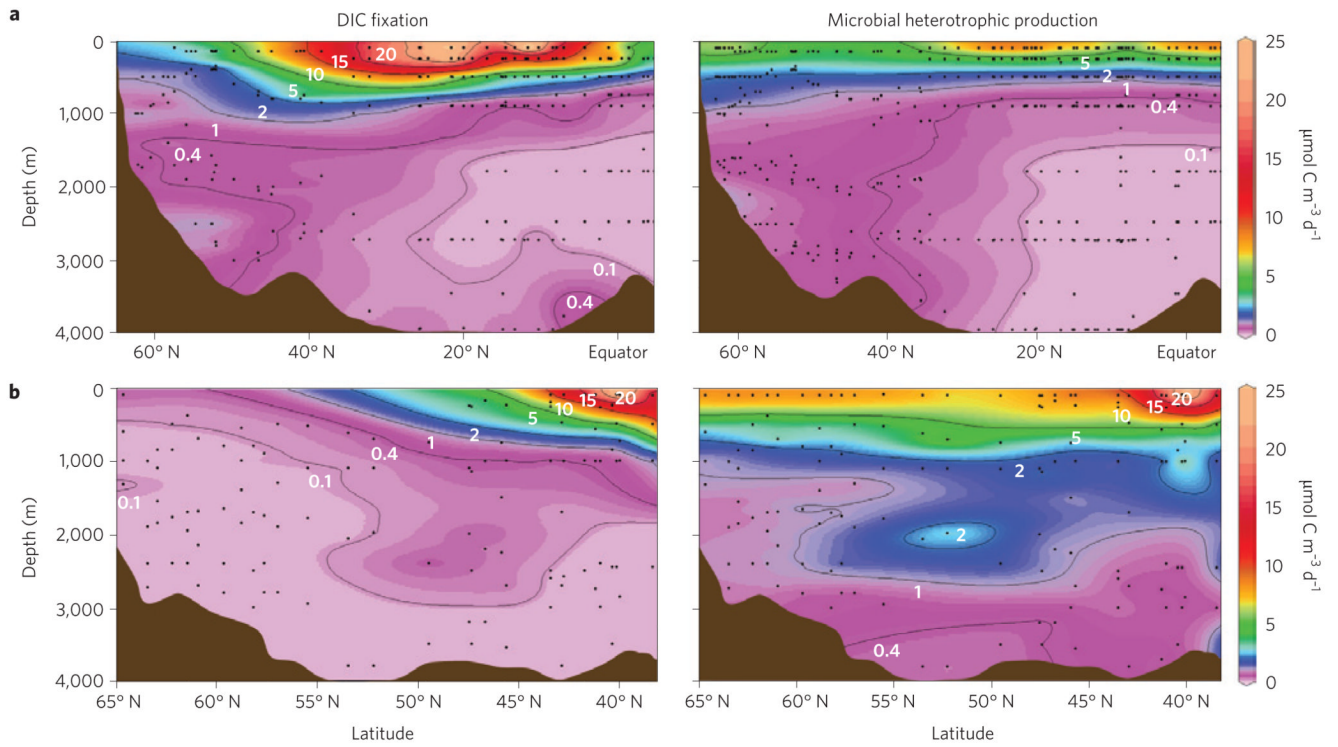 a
DIC fixation
Microbial heterotrophic production
0
1,000
2,000
3,000
4,000
Depth (m)
20
15
10
5
2
1
0.4
0.1
0.4
60° N
40° N
20° N
Equator
5
2
1
0.4
0.1
60° N
40° N
20° N
Equator
25
20
15
10
5
0
µmol C m⁻³ d⁻¹
b
0
1,000
2,000
3,000
4,000
Depth (m)
20
15
10
5
2
1
0.4
0.1
0.1
65° N
60° N
55° N
50° N
45° N
40° N
Latitude
20
15
10
5
2
2
1
0.4
65° N
60° N
55° N
50° N
45° N
40° N
Latitude
25
20
15
10
5
0
µmol C m⁻³ d⁻¹